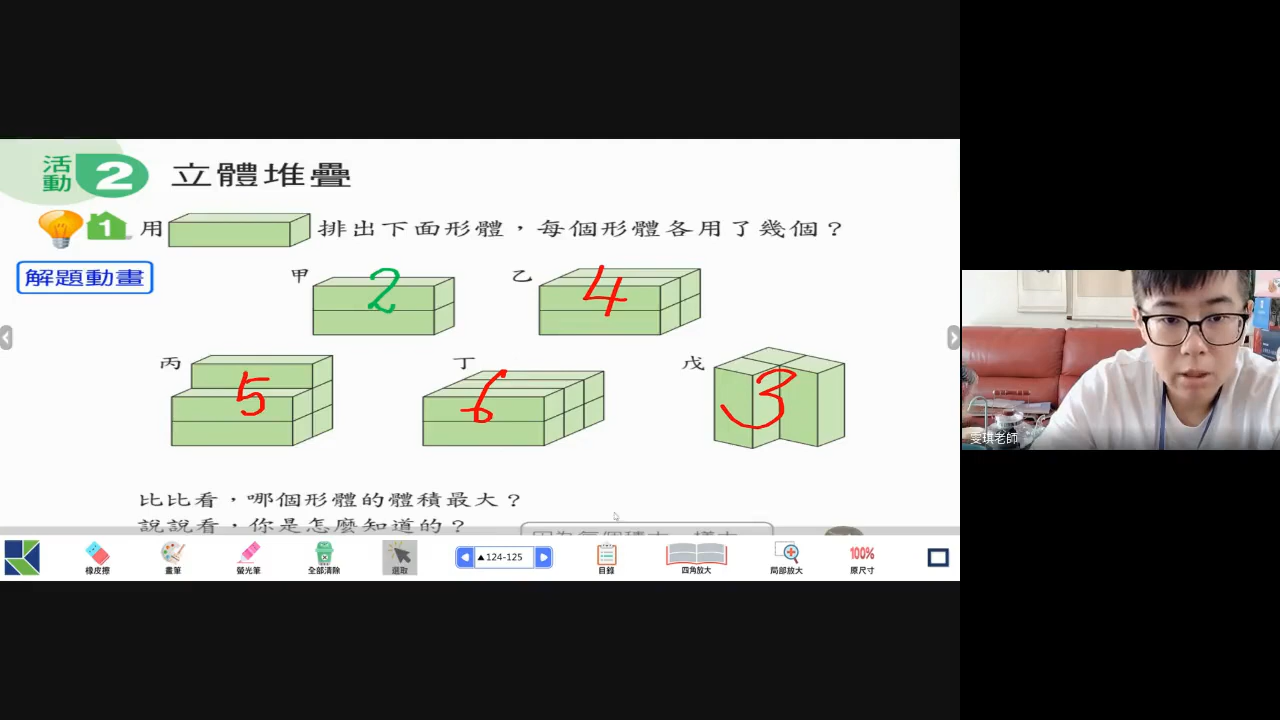 活動 2 立體堆疊
1 用 排出下面形體，每個形體各用了幾個？
解題動畫
甲 2 乙 4
丙 5 丁 6 戊 3
比比看，哪個形體的體積最大？
說說看，你是怎麼知道的？
雯琪老師
橡皮擦 畫筆 螢光筆 全部清除 選取 ▲124-125 目錄 四角放大 局部放大 100% 原尺寸